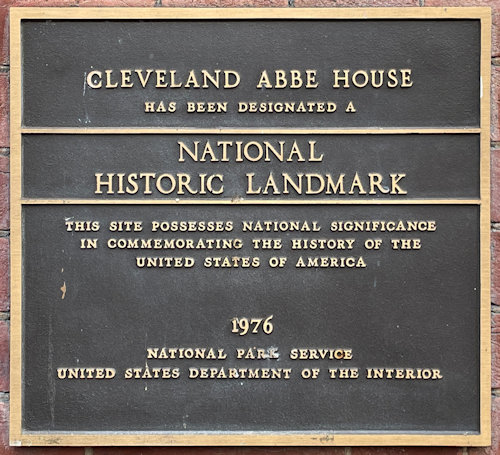 CLEVELAND ABBE HOUSE
HAS BEEN DESIGNATED A
NATIONAL
HISTORIC LANDMARK
THIS SITE POSSESSES NATIONAL SIGNIFICANCE
IN COMMEMORATING THE HISTORY OF THE
UNITED STATES OF AMERICA
1976
NATIONAL PARK SERVICE
UNITED STATES DEPARTMENT OF THE INTERIOR